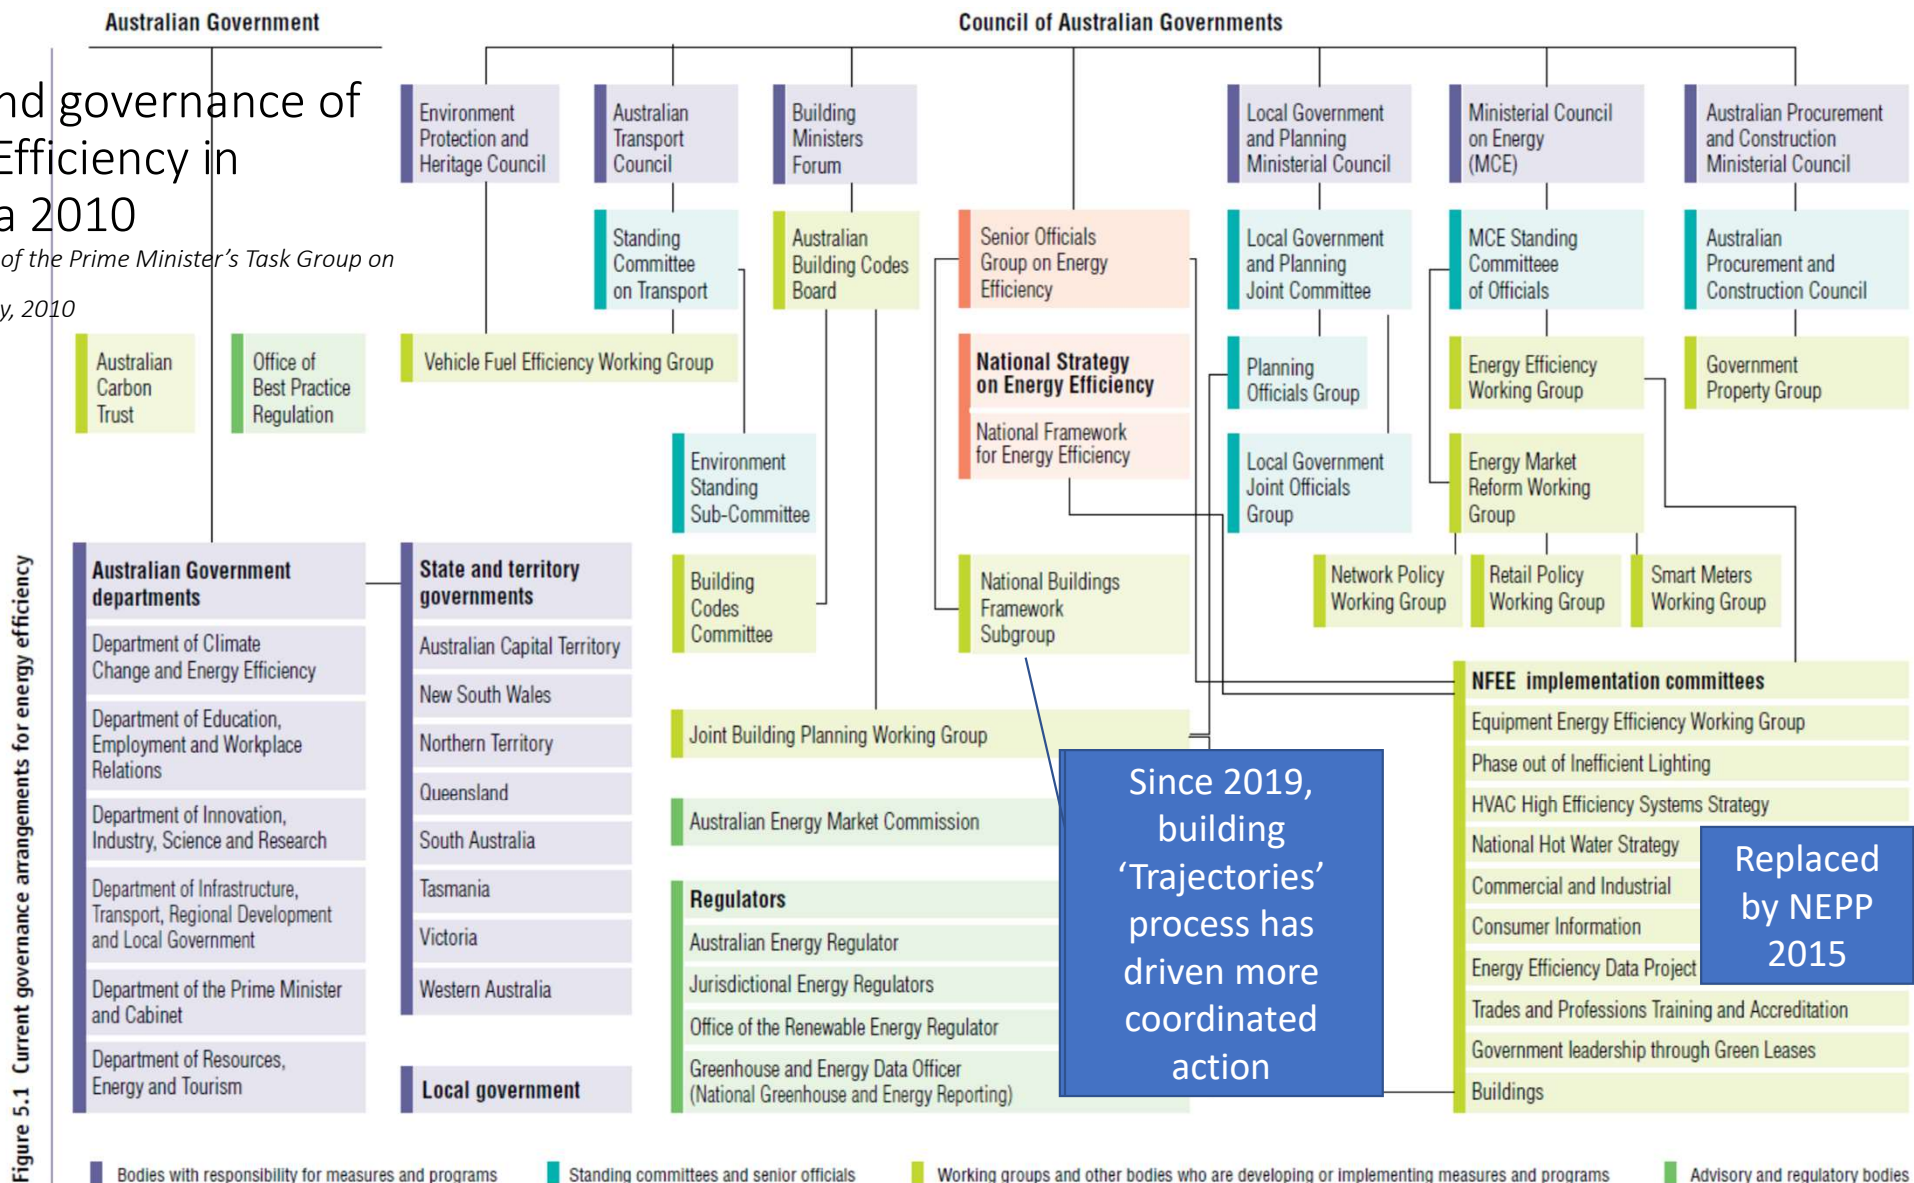 Australian Government
Council of Australian Governments
nd governance of
Efficiency in
a 2010
of the Prime Minister's Task Group on
y, 2010
Environment
Protection and
Heritage Council
Australian
Transport
Council
Building
Ministers
Forum
Local Government
and Planning
Ministerial Council
Ministerial Council
on Energy
(MCE)
Australian Procurement
and Construction
Ministerial Council
Standing
Committee
on Transport
Australian
Building Codes
Board
Senior Officials
Group on Energy
Efficiency
Local Government
and Planning
Joint Committee
MCE Standing
Committeee
of Officials
Australian
Procurement and
Construction Council
Australian
Carbon
Trust
Office of
Best Practice
Regulation
Vehicle Fuel Efficiency Working Group
National Strategy
on Energy Efficiency
National Framework
for Energy Efficiency
Planning
Officials Group
Energy Efficiency
Working Group
Government
Property Group
Environment
Standing
Sub-Committee
Local Government
Joint Officials
Group
Energy Market
Reform Working
Group
Building
Codes
Committee
National Buildings
Framework
Subgroup
Network Policy
Working Group
Retail Policy
Working Group
Smart Meters
Working Group
Australian Government
departments
Department of Climate
Change and Energy Efficiency
Department of Education,
Employment and Workplace
Relations
Department of Innovation,
Industry, Science and Research
Department of Infrastructure,
Transport, Regional Development
and Local Government
Department of the Prime Minister
and Cabinet
Department of Resources,
Energy and Tourism
State and territory
governments
Australian Capital Territory
New South Wales
Northern Territory
Queensland
South Australia
Tasmania
Victoria
Western Australia
Local government
Joint Building Planning Working Group
Australian Energy Market Commission
Regulators
Australian Energy Regulator
Jurisdictional Energy Regulators
Office of the Renewable Energy Regulator
Greenhouse and Energy Data Officer
(National Greenhouse and Energy Reporting)
Since 2019,
building
‘Trajectories’
process has
driven more
coordinated
action
NFEE implementation committees
Equipment Energy Efficiency Working Group
Phase out of Inefficient Lighting
HVAC High Efficiency Systems Strategy
National Hot Water Strategy
Commercial and Industrial
Consumer Information
Energy Efficiency Data Project
Trades and Professions Training and Accreditation
Government leadership through Green Leases
Buildings
Replaced
by NEPP
2015
Figure 5.1 Current governance arrangements for energy efficiency
Bodies with responsibility for measures and programs
Standing committees and senior officials
Working groups and other bodies who are developing or implementing measures and programs
Advisory and regulatory bodies